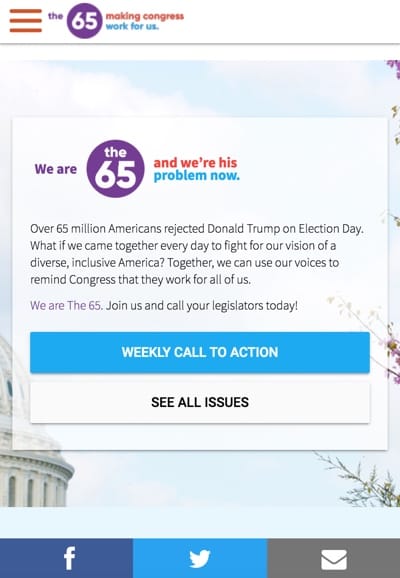 the 65 making congress
work for us.
We are the 65 and we're his
problem now.
Over 65 million Americans rejected Donald Trump on Election Day.
What if we came together every day to fight for our vision of a
diverse, inclusive America? Together, we can use our voices to
remind Congress that they work for all of us.
We are The 65. Join us and call your legislators today!
WEEKLY CALL TO ACTION
SEE ALL ISSUES